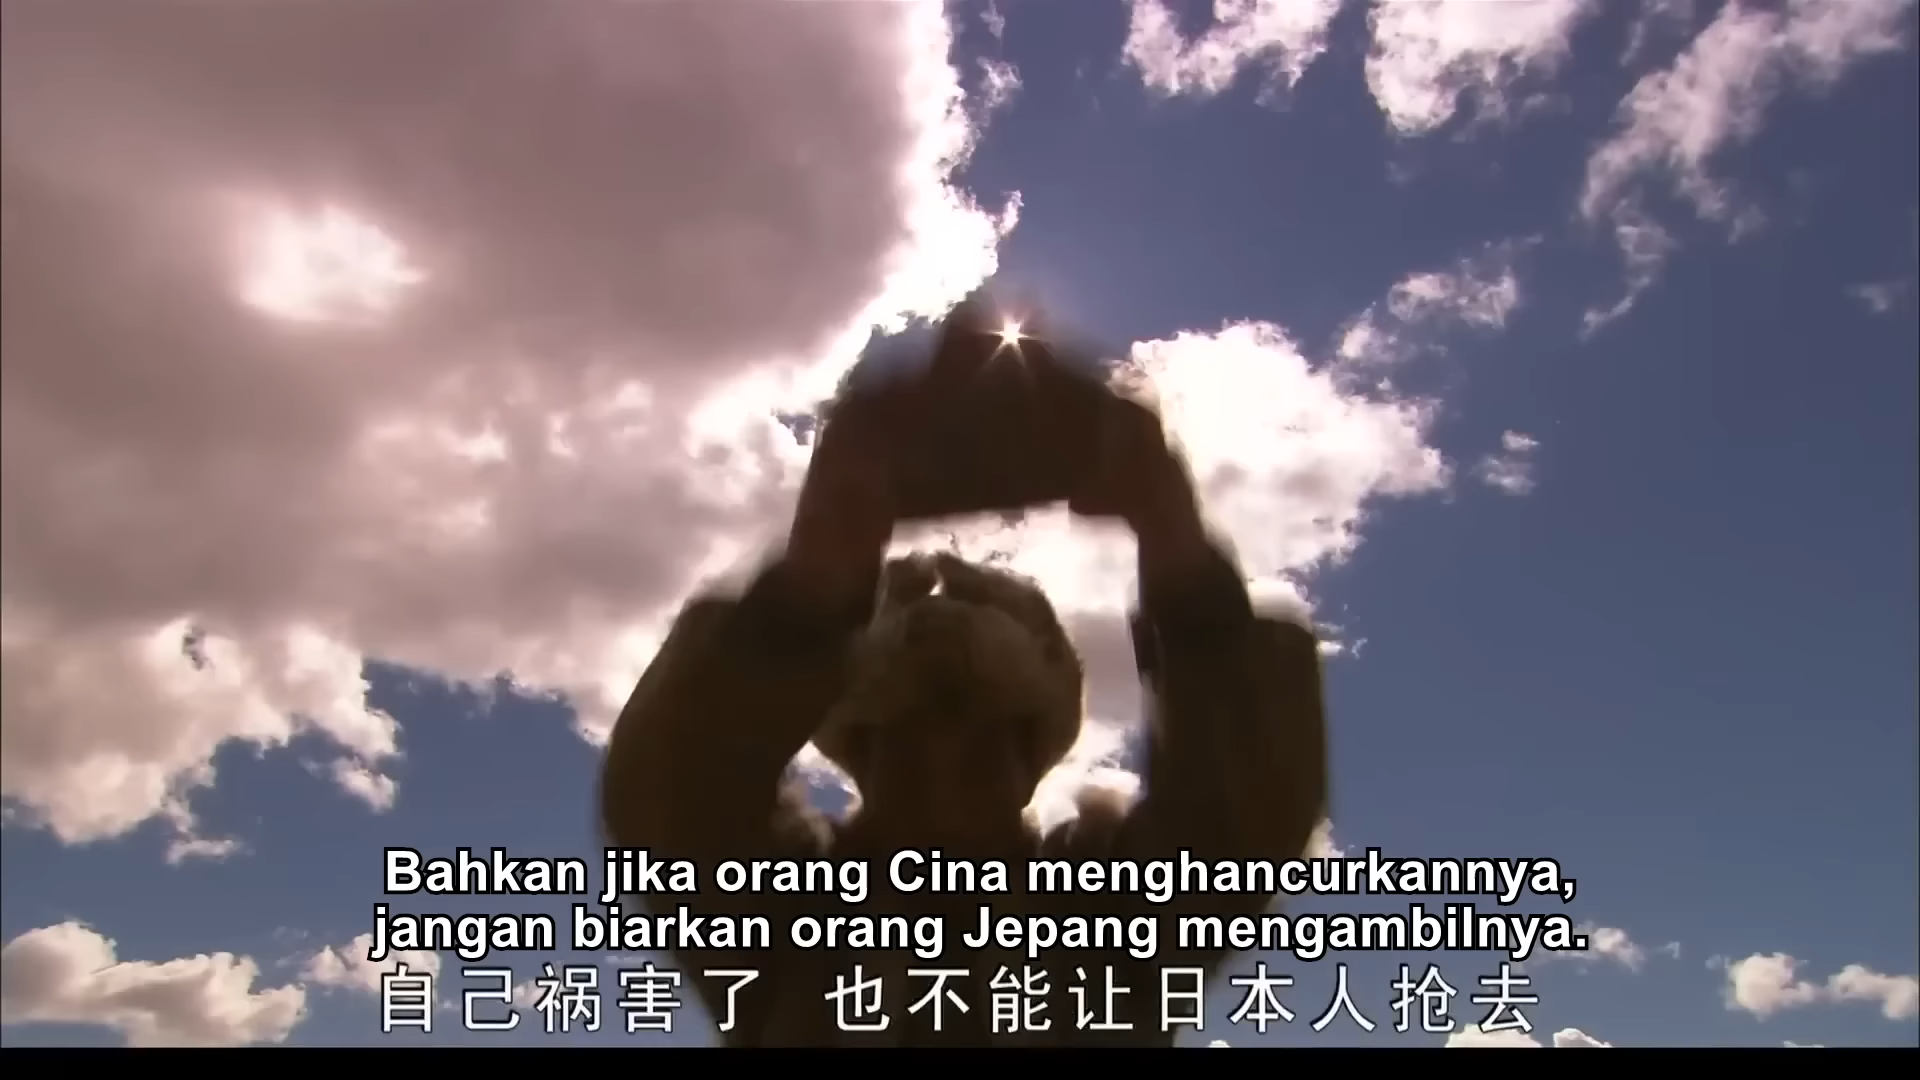 Bahkan jika orang Cina menghancurkannya,
jangan biarkan orang Jepang mengambilnya.
自己祸害了 也不能让日本人抢去